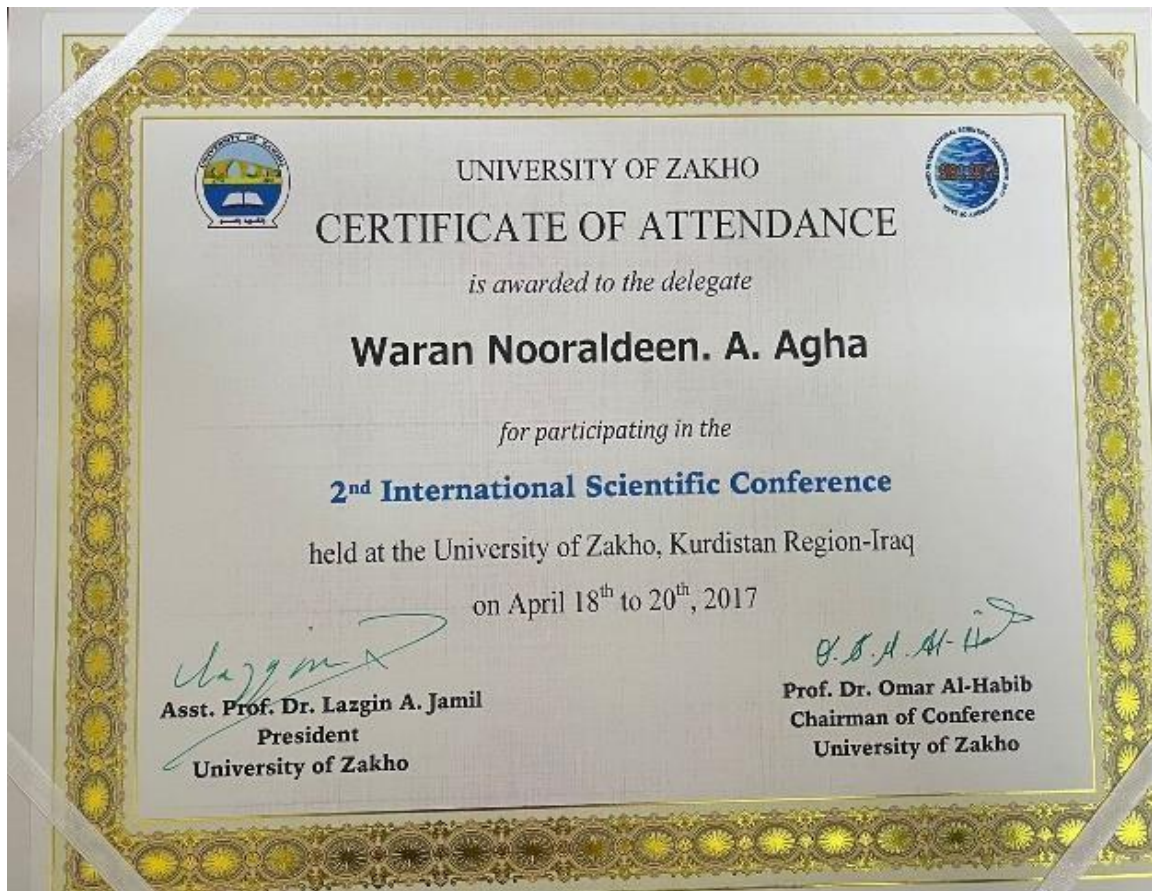 UNIVERSITY OF ZAKHO
CERTIFICATE OF ATTENDANCE
is awarded to the delegate
Waran Nooraldeen. A. Agha
for participating in the
2nd International Scientific Conference
held at the University of Zakho, Kurdistan Region-Iraq
on April 18th to 20th, 2017
Asst. Prof. Dr. Lazgin A. Jamil
President
University of Zakho
Prof. Dr. Omar Al-Habib
Chairman of Conference
University of Zakho